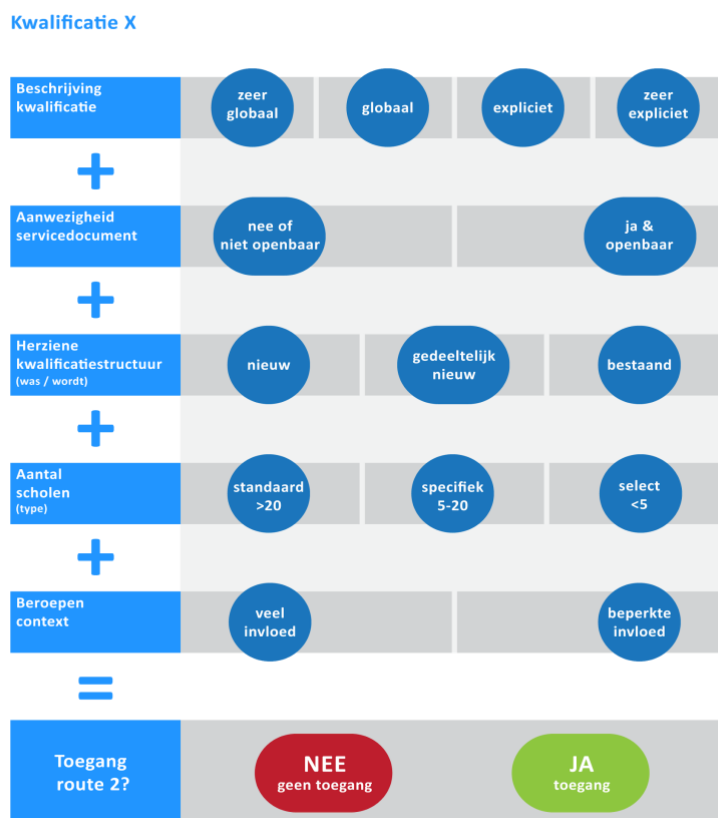 Kwalificatie X
Beschrijving
kwalificatie
zeer
globaal
globaal
expliciet
zeer
expliciet
+
Aanwezigheid
servicedocument
nee of
niet openbaar
ja &
openbaar
+
Herziene
kwalificatiestructuur
(was / wordt)
nieuw
gedeeltelijk
nieuw
bestaand
+
Aantal
scholen
(type)
standaard
>20
specifiek
5-20
select
<5
+
Beroepen
context
veel
invloed
beperkte
invloed
=
Toegang
route 2?
NEE
geen toegang
JA
toegang